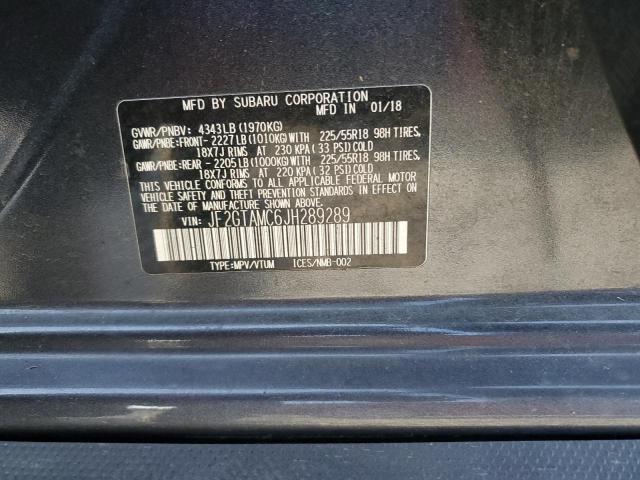 MFD BY SUBARU CORPORATION
MFD IN 01/18
GVWR/PNBV: 4343LB (1970KG)
GAWR/PNBE:FRONT-2227LB(1010KG)WITH 225/55R18 98H TIRES,
18X7J RIMS AT 230 KPA(33 PSI)COLD
GAWR/PNBE:REAR -2205LB(1000KG)WITH 225/55R18 98H TIRES,
18X7J RIMS AT 220 KPA(32 PSI)COLD
THIS VEHICLE CONFORMS TO ALL APPLICABLE FEDERAL MOTOR
VEHICLE SAFETY AND THEFT PREVENTION STANDARDS IN EFFECT
ON THE DATE OF MANUFACTURE SHOWN ABOVE.
VIN: JF2GTAMC6JH289289
TYPE:MPV/VTUM ICES/NMB-002